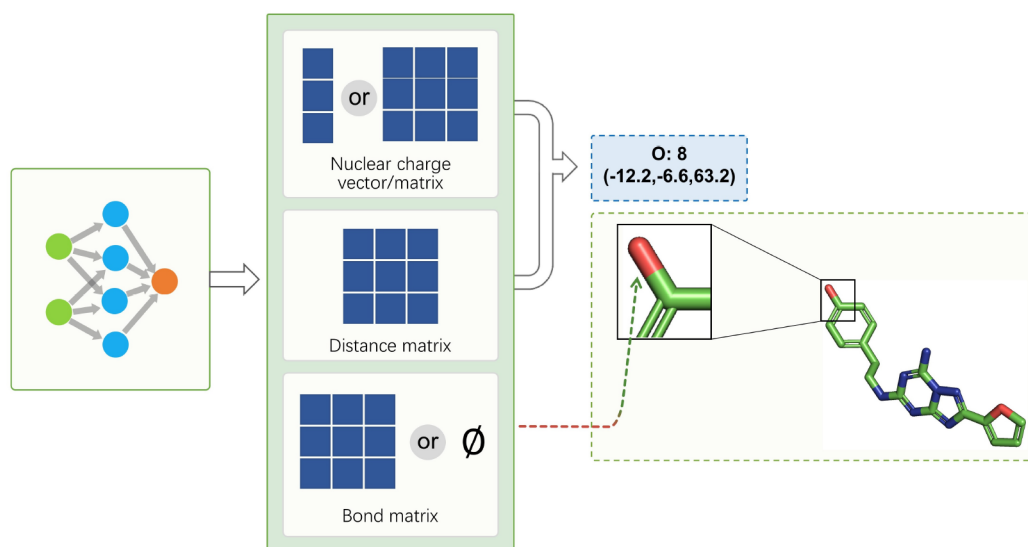 or
Nuclear charge
vector/matrix
Distance matrix
or ∅
Bond matrix
O: 8
(-12.2,-6.6,63.2)